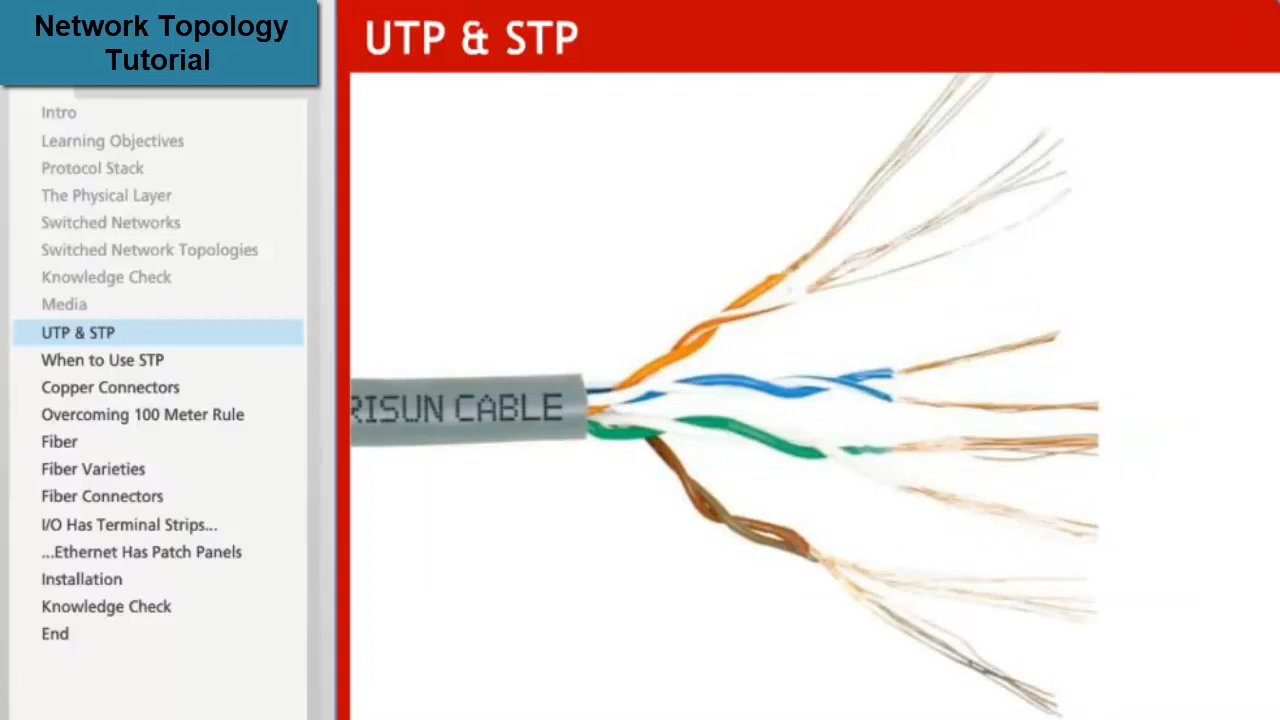 Network Topology
Tutorial
UTP & STP
Intro
Learning Objectives
Protocol Stack
The Physical Layer
Switched Networks
Switched Network Topologies
Knowledge Check
Media
UTP & STP
When to Use STP
Copper Connectors
Overcoming 100 Meter Rule
Fiber
Fiber Varieties
Fiber Connectors
I/O Has Terminal Strips...
...Ethernet Has Patch Panels
Installation
Knowledge Check
End
RISUN CABLE